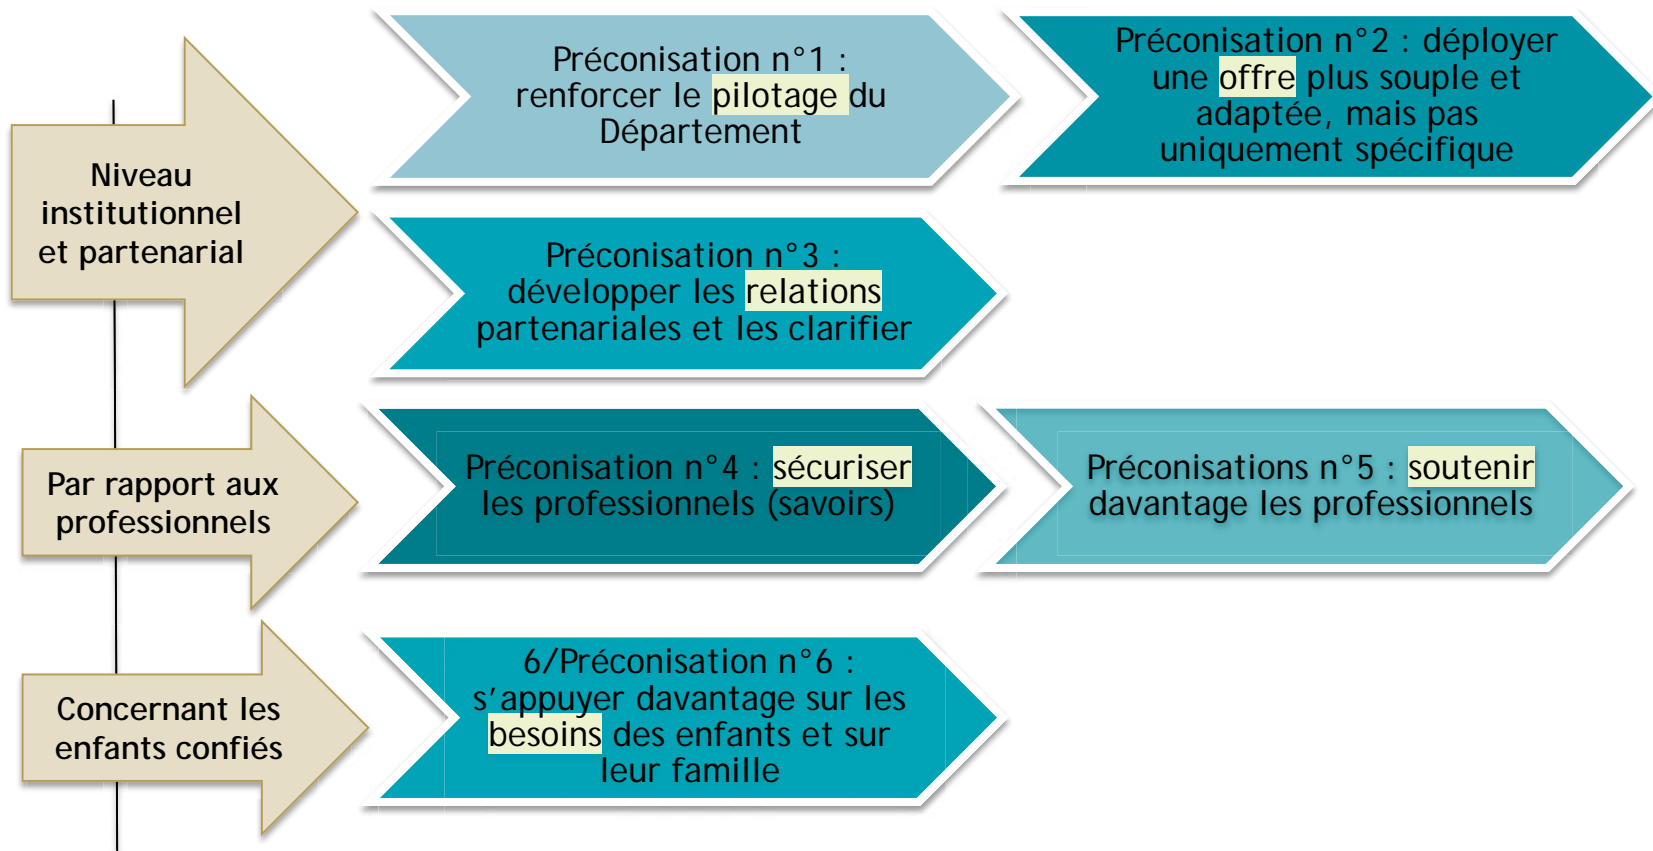 Niveau
institutionnel
et partenarial
Préconisation n°1 :
renforcer le pilotage du
Département
Préconisation n°2 : déployer
une offre plus souple et
adaptée, mais pas
uniquement spécifique
Préconisation n°3 :
développer les relations
partenariales et les clarifier
Par rapport aux
professionnels
Préconisation n°4 : sécuriser
les professionnels (savoirs)
Préconisations n°5 : soutenir
davantage les professionnels
Concernant les
enfants confiés
6/Préconisation n°6 :
s'appuyer davantage sur les
besoins des enfants et sur
leur famille